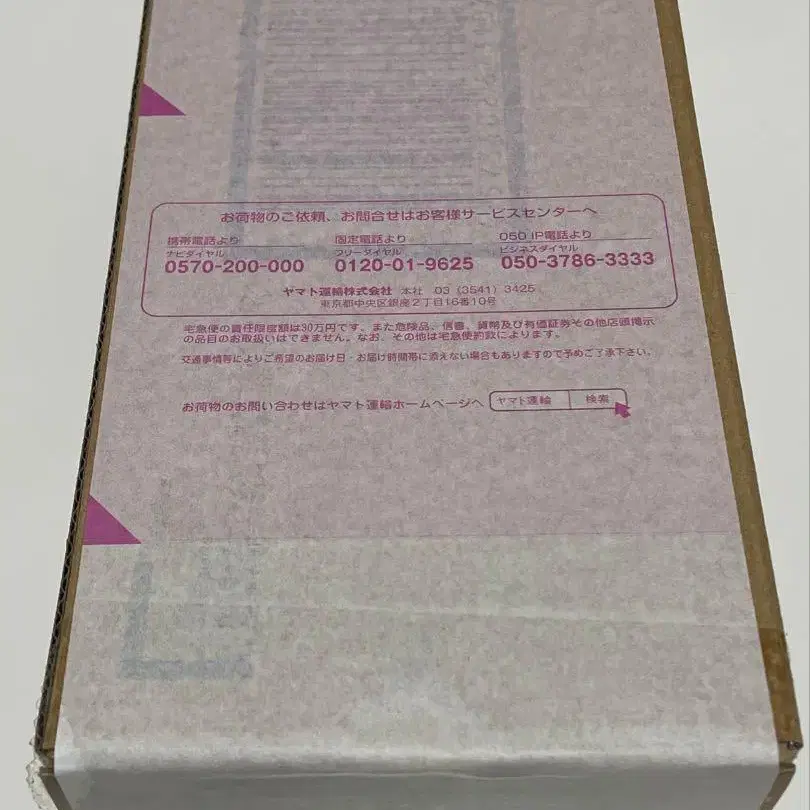 お荷物のご依頼、お問合せはお客様サービスセンターへ
携帯電話より
ナビダイヤル
0570-200-000
固定電話より
フリーダイヤル
0120-01-9625
050 IP電話より
ビジネスダイヤル
050-3786-3333
ヤマト運輸株式会社 本社 03 (3541) 3425
東京都中央区銀座2丁目16番10号
宅急便の責任限度額は30万円です。また危険品、信書、貨幣及び有価証券その他店頭掲示
の品目のお取扱いはできません。なお、その他は宅急便約款によります。
交通事情等によりご希望のお届け日・お届け時間帯に添えない場合もありますので予めご了承下さい。
お荷物のお問い合わせはヤマト運輸ホームページへ ヤマト運輸 検索